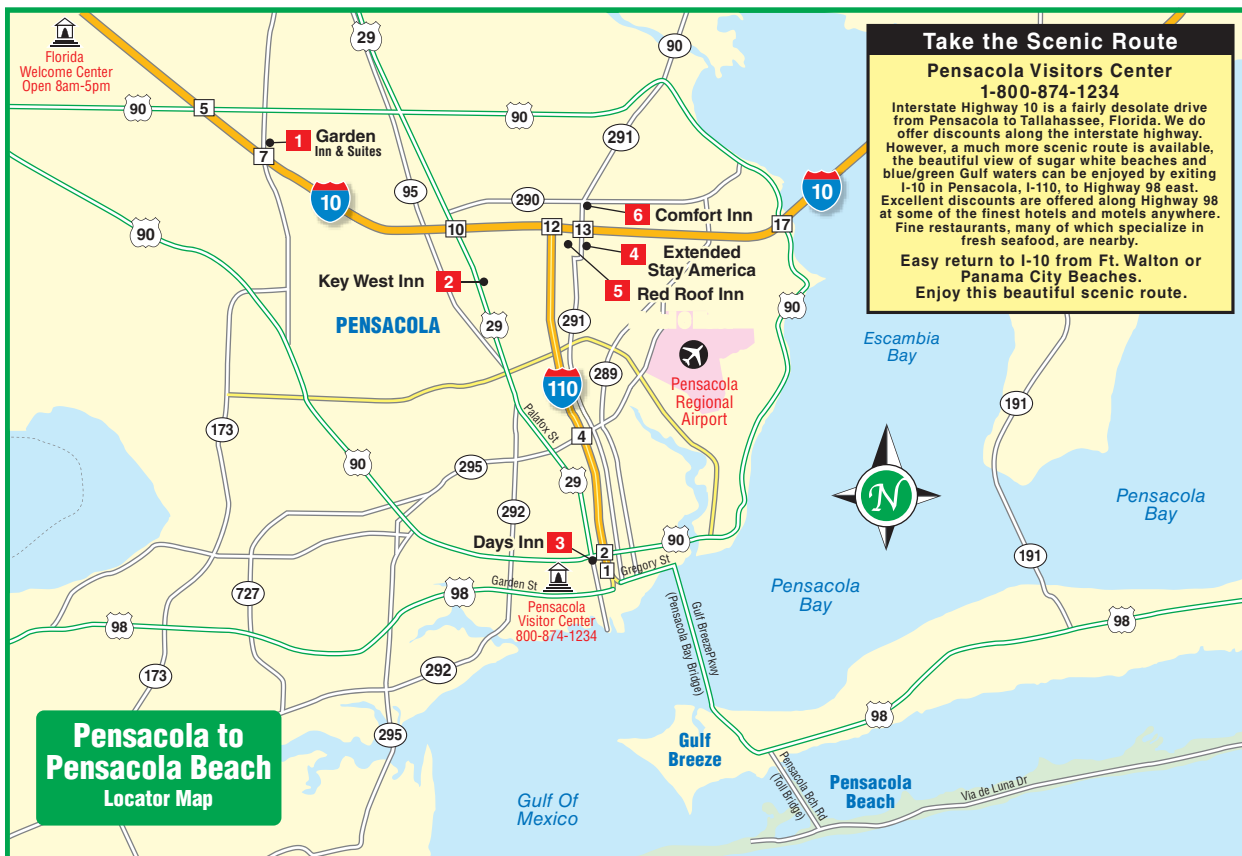 Florida
Welcome Center
Open 8am-5pm
29
90
90
5
90
1
Garden
Inn & Suites
7
291
10
95
290
10
12
13
6
Comfort Inn
17
10
90
4
Extended
Stay America
Key West Inn
2
5
Red Roof Inn
PENSACOLA
29
291
90
Pensacola
Regional
Airport
289
110
173
Palafox St
4
90
295
29
292
Days Inn
3
2
1
90
Gregory St
Garden St
98
Pensacola
Visitor Center
800-874-1234
727
98
173
292
295
Take the Scenic Route
Pensacola Visitors Center
1-800-874-1234
Interstate Highway 10 is a fairly desolate drive
from Pensacola to Tallahassee, Florida. We do
offer discounts along the interstate highway.
However, a much more scenic route is available,
the beautiful view of sugar white beaches and
blue/green Gulf waters can be enjoyed by exiting
I-10 in Pensacola, I-110, to Highway 98 east.
Excellent discounts are offered along Highway 98
at some of the finest hotels and motels anywhere.
Fine restaurants, many of which specialize in
fresh seafood, are nearby.
Easy return to I-10 from Ft. Walton or
Panama City Beaches.
Enjoy this beautiful scenic route.
Escambia
Bay
191
N
Pensacola
Bay
191
Pensacola
Bay
98
Gulf BreezePkwy
(Pensacola Bay Bridge)
98
Gulf
Breeze
Pensacola Bch Rd
(Toll Bridge)
Pensacola
Beach
Via de Luna Dr
Gulf Of
Mexico
Pensacola to
Pensacola Beach
Locator Map